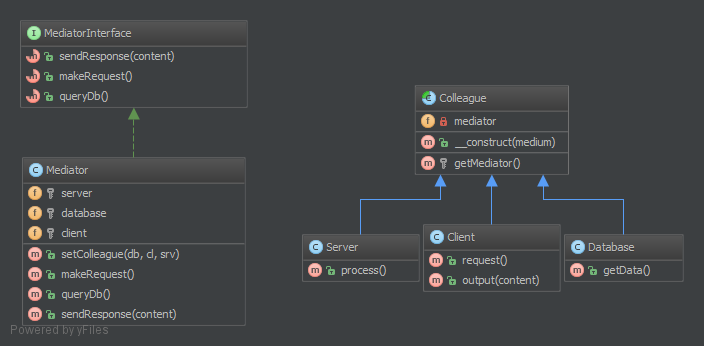 MediatorInterface
sendResponse(content)
makeRequest()
queryDb()
Mediator
server
database
client
setColleague(db, cl, srv)
makeRequest()
queryDb()
sendResponse(content)
Colleague
mediator
__construct(medium)
getMediator()
Server
process()
Client
request()
output(content)
Database
getData()
Powered by yFiles